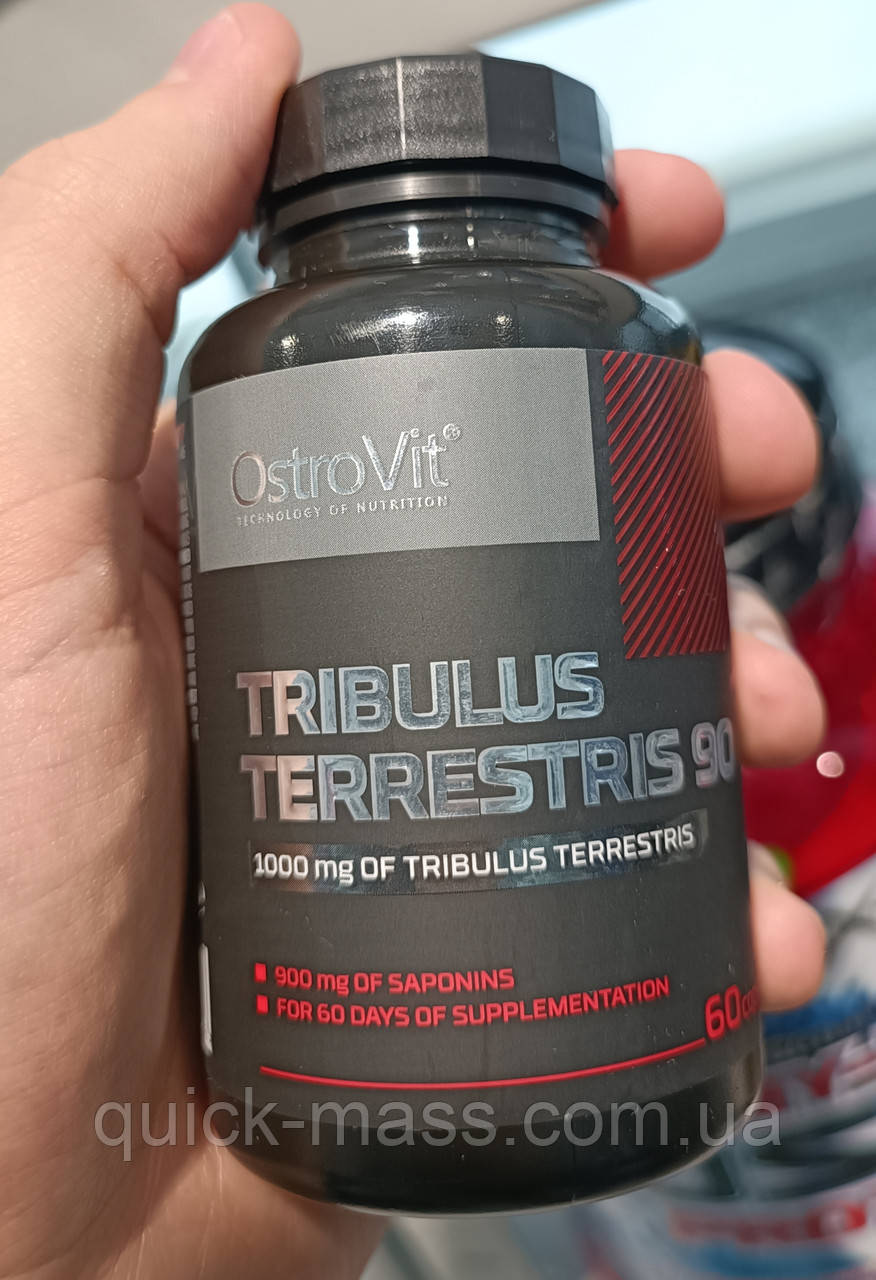 OstroVit®
TECHNOLOGY OF NUTRITION
TRIBULUS
TERRESTRIS 90
1000 mg OF TRIBULUS TERRESTRIS
900 mg OF SAPONINS
FOR 60 DAYS OF SUPPLEMENTATION
60
quick-mass.com.ua